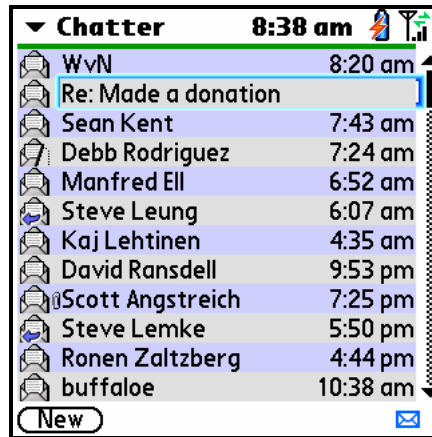 Chatter 8:38 am
WvN 8:20 am
Re: Made a donation
Sean Kent 7:43 am
Debb Rodriguez 7:24 am
Manfred Ell 6:52 am
Steve Leung 6:07 am
Kaj Lehtinen 4:35 am
David Ransdell 9:53 pm
Scott Angstreich 7:25 pm
Steve Lemke 5:50 pm
Ronen Zaltzberg 4:44 pm
buffaloe 10:38 am
New